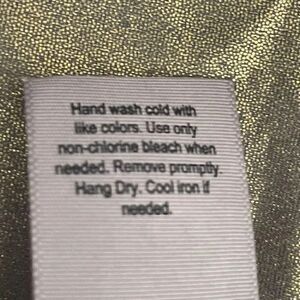 Hand wash cold with
like colors. Use only
non-chlorine bleach when
needed. Remove promptly.
Hang Dry. Cool iron if
needed.